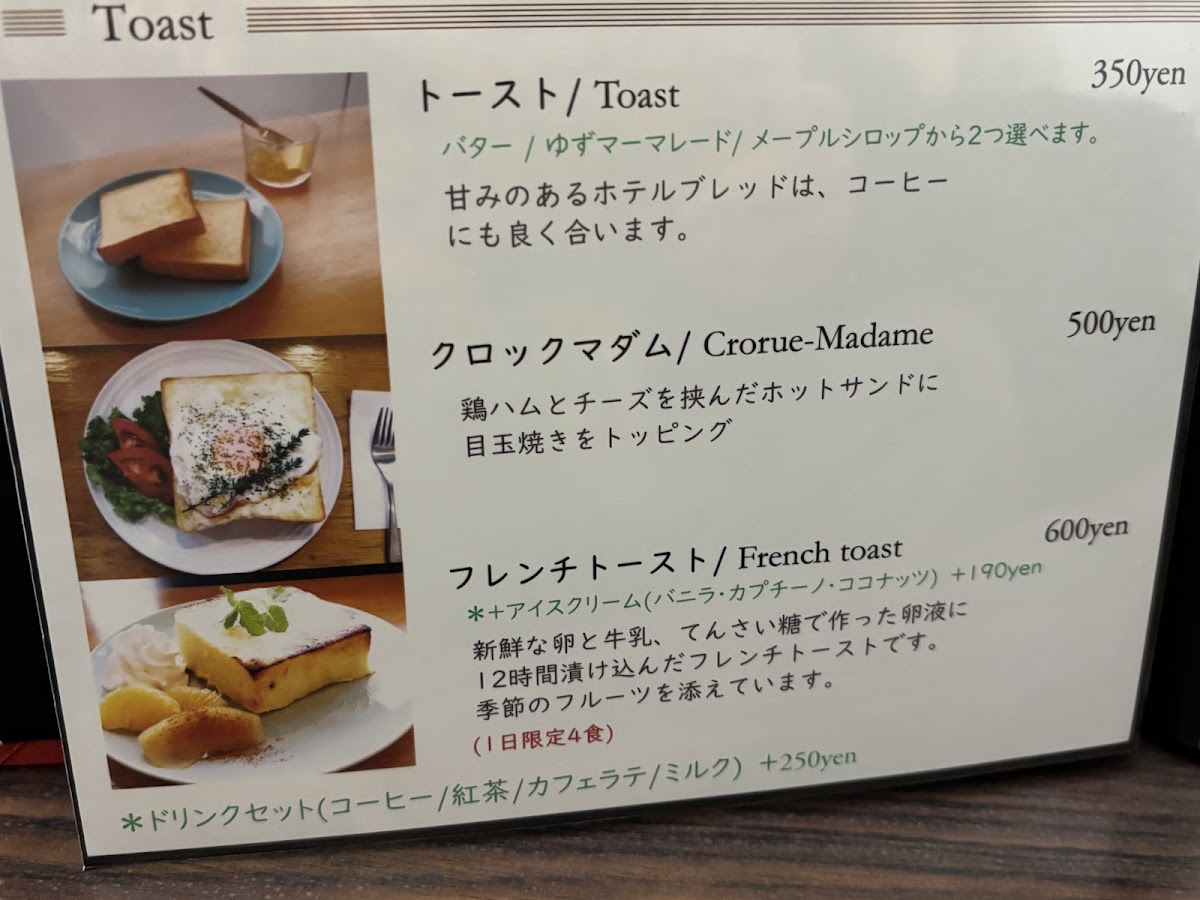 Toast
トースト/ Toast 350yen
バター / ゆずマーマレード/ メープルシロップから2つ選べます。
甘みのあるホテルブレッドは、コーヒー
にも良く合います。
クロックマダム/ Crorue-Madame 500yen
鶏ハムとチーズを挟んだホットサンドに
目玉焼きをトッピング
フレンチトースト/ French toast 600yen
＊＋アイスクリーム(バニラ・カプチーノ・ココナッツ) +190yen
新鮮な卵と牛乳、てんさい糖で作った卵液に
12時間漬け込んだフレンチトーストです。
季節のフルーツを添えています。
(1日限定4食)
＊ドリンクセット(コーヒー/紅茶/カフェラテ/ミルク) +250yen